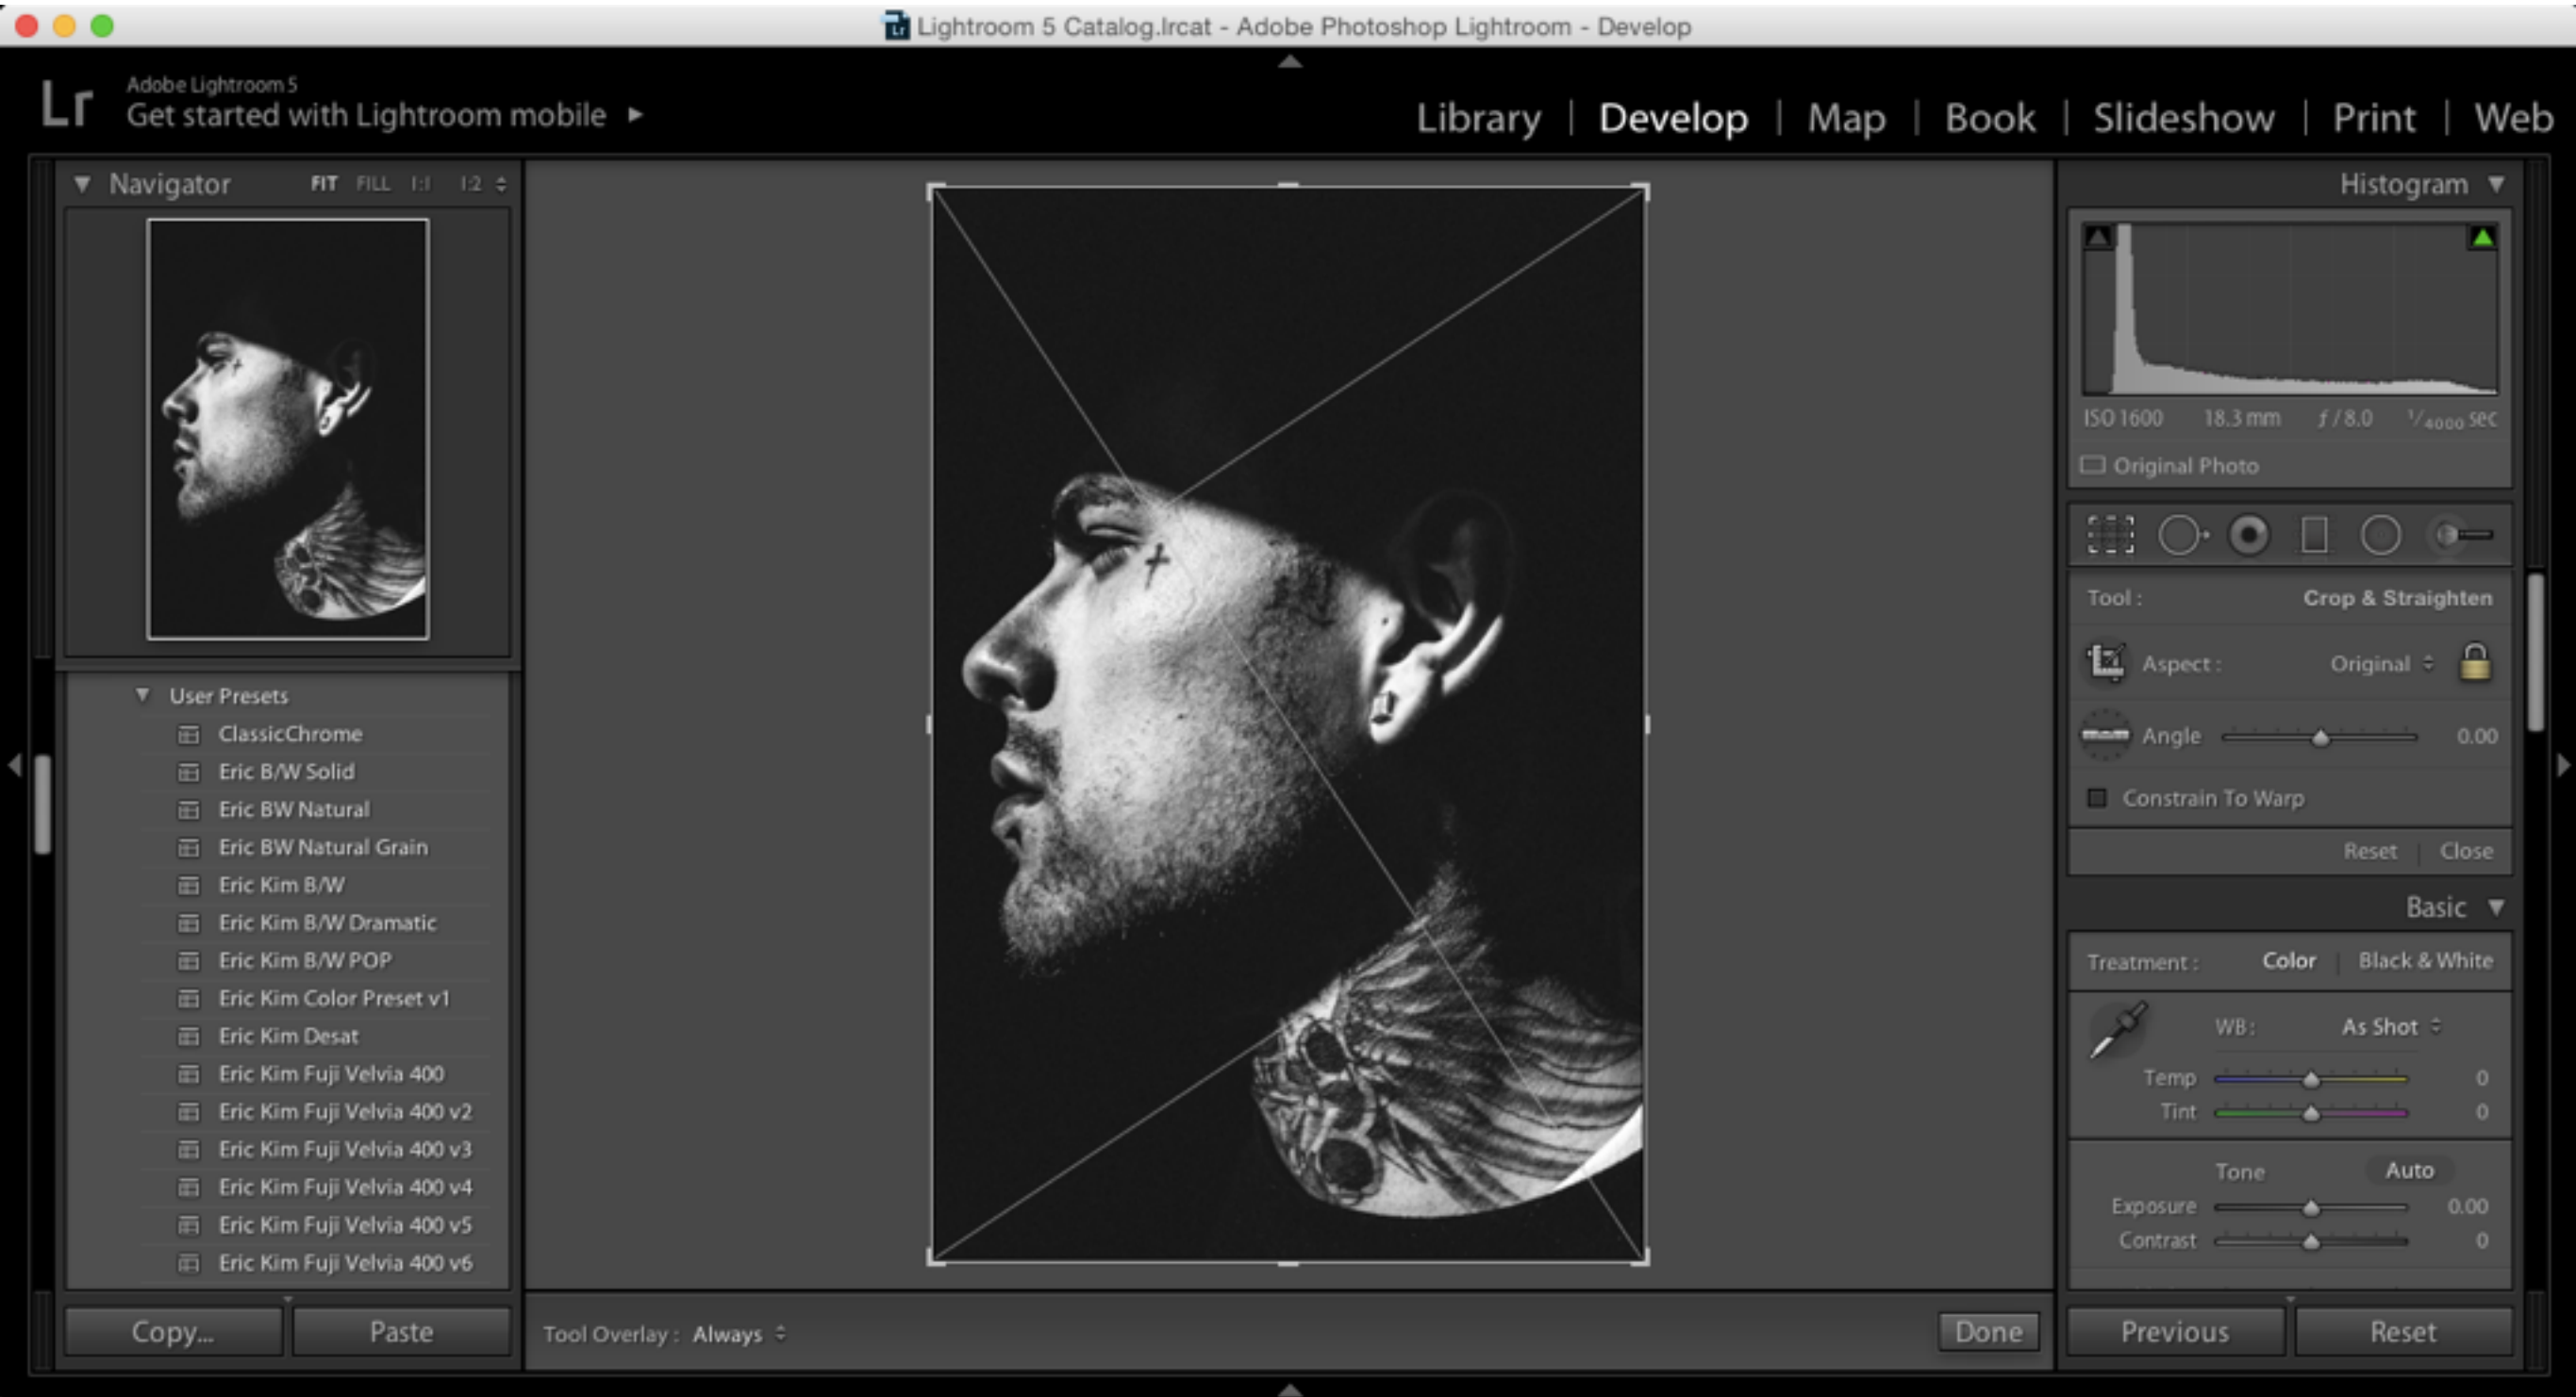 Lightroom 5 Catalog.lrcat - Adobe Photoshop Lightroom - Develop
Lr
Adobe Lightroom 5
Get started with Lightroom mobile
Library | Develop | Map | Book | Slideshow | Print | Web
Navigator FIT FILL 1:1 1:2
User Presets
ClassicChrome
Eric B/W Solid
Eric BW Natural
Eric BW Natural Grain
Eric Kim B/W
Eric Kim B/W Dramatic
Eric Kim B/W POP
Eric Kim Color Preset v1
Eric Kim Desat
Eric Kim Fuji Velvia 400
Eric Kim Fuji Velvia 400 v2
Eric Kim Fuji Velvia 400 v3
Eric Kim Fuji Velvia 400 v4
Eric Kim Fuji Velvia 400 v5
Eric Kim Fuji Velvia 400 v6
Copy... Paste
Tool Overlay : Always
Done
Histogram
ISO 1600 18.3 mm ƒ / 8.0 1/4000 sec
Original Photo
Tool : Crop & Straighten
Aspect : Original
Angle 0.00
Constrain To Warp
Reset | Close
Basic
Treatment : Color | Black & White
WB : As Shot
Temp 0
Tint 0
Tone Auto
Exposure 0.00
Contrast 0
Previous Reset